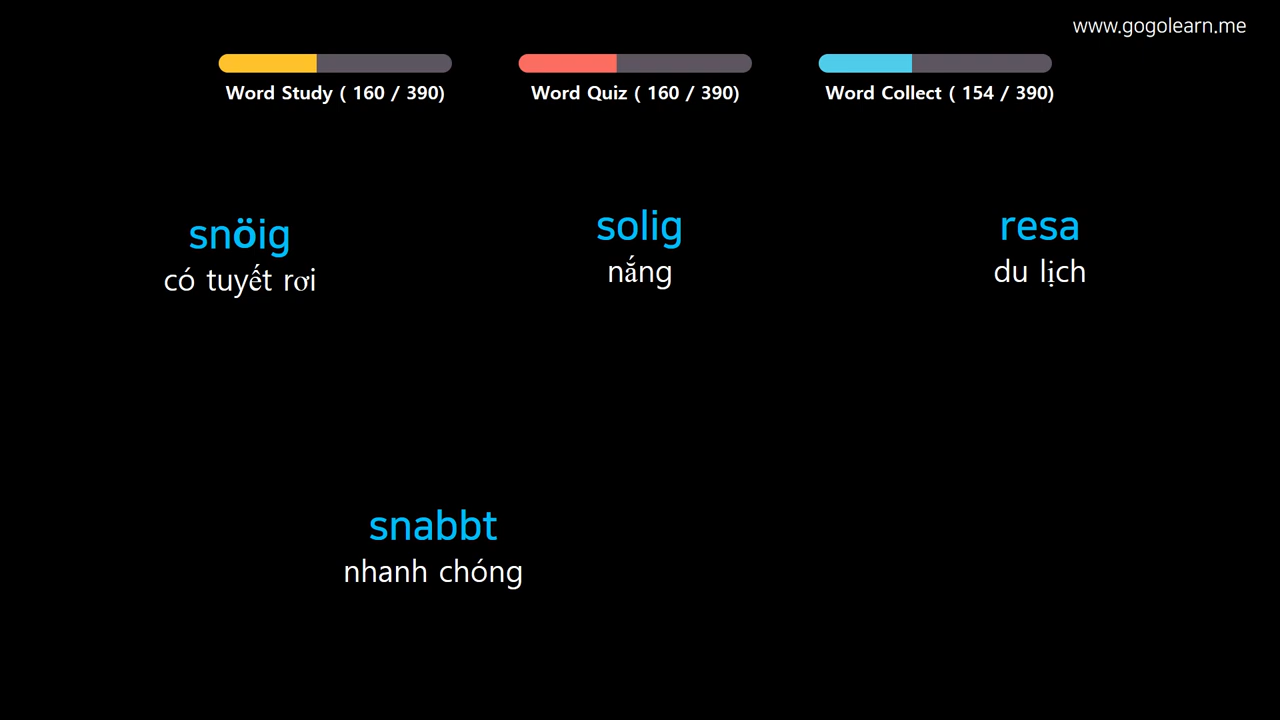 www.gogolearn.me
Word Study ( 160 / 390)
Word Quiz ( 160 / 390)
Word Collect ( 154 / 390)
snöig
có tuyết rơi
solig
nắng
resa
du lịch
snabbt
nhanh chóng